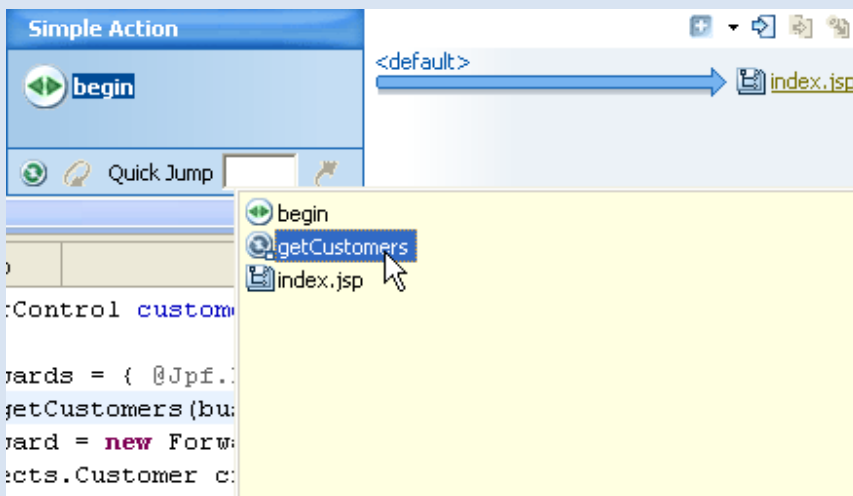 Simple Action
<default>
begin
index.jsp
Quick Jump
begin
getCustomers
index.jsp
rControl custom
wards = { @Jpf.
getCustomers(bu
ward = new Forw
ects.Customer c